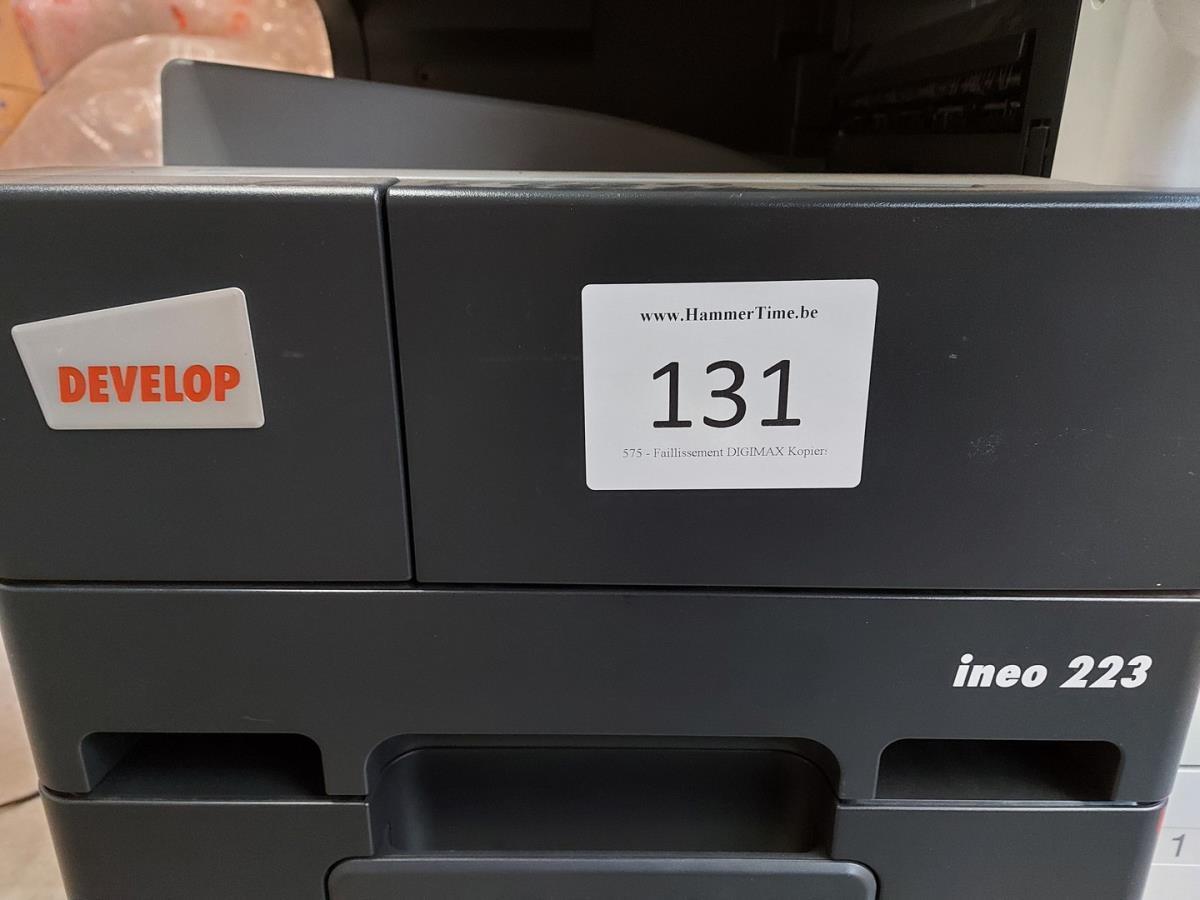 www.HammerTime.be
131
575 - Faillissement DIGIMAX Kopiers
DEVELOP
ineo 223
1